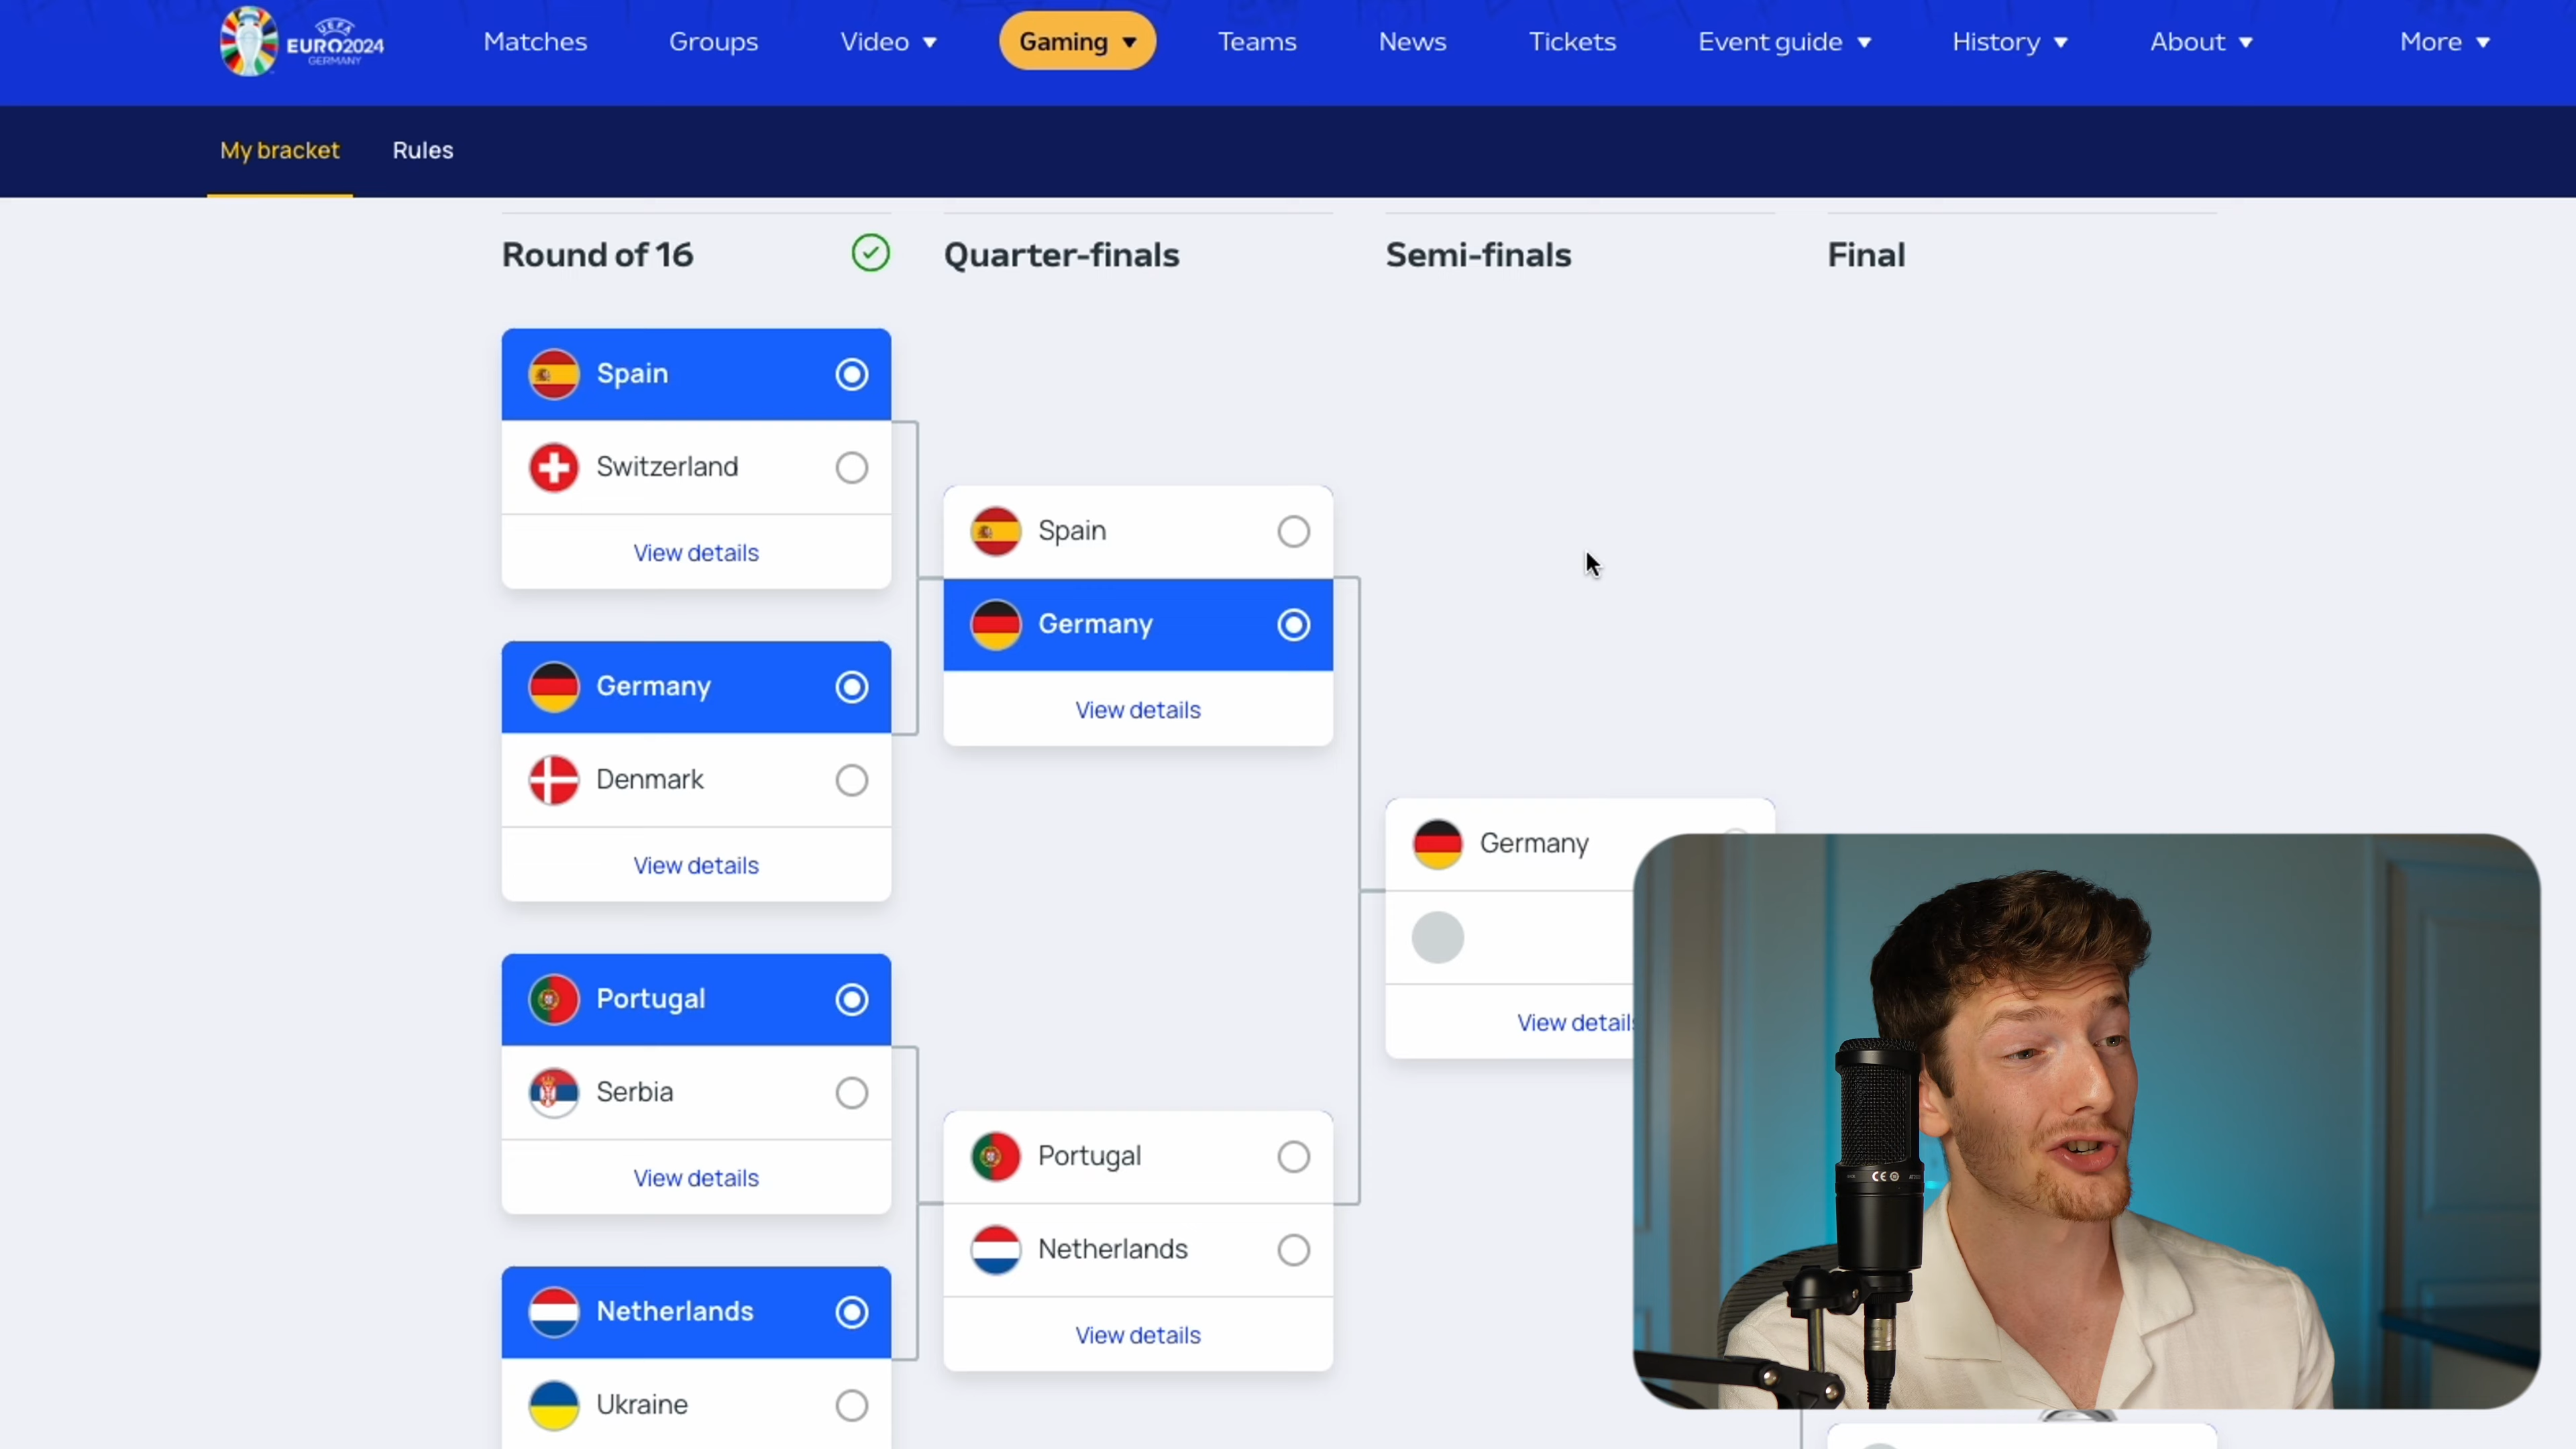 UEFA
EURO2024
GERMANY
Matches
Groups
Video
Gaming
Teams
News
Tickets
Event guide
History
About
More
My bracket
Rules
Round of 16
Quarter-finals
Semi-finals
Final
Spain
Switzerland
View details
Germany
Denmark
View details
Portugal
Serbia
View details
Netherlands
Ukraine
Spain
Germany
View details
Portugal
Netherlands
View details
Germany
View details
CE